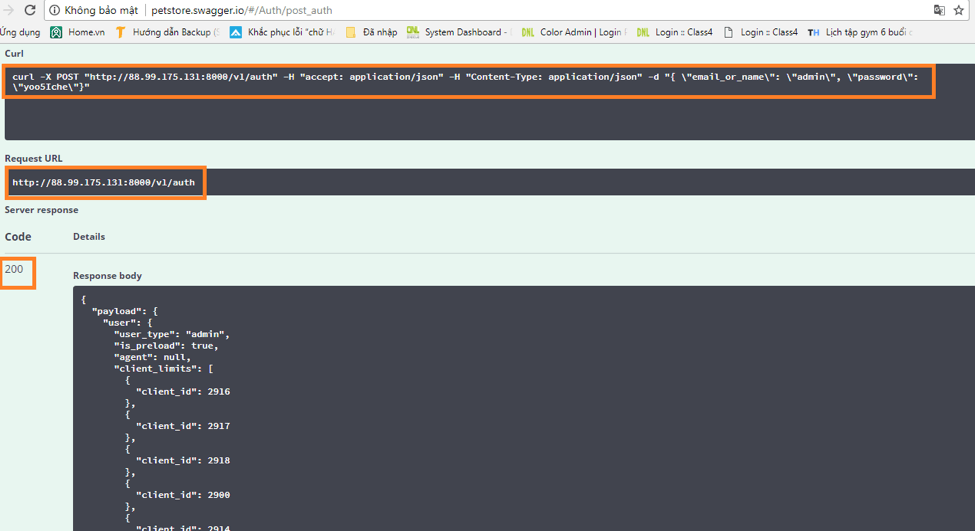 Không bảo mật | petstore.swagger.io/#/Auth/post_auth
Ứng dụng Home.vn Hướng dẫn Backup (S Khắc phục lỗi "chữ H Đã nhập System Dashboard - Color Admin | Login Login :: Class4 Login :: Class4 TH Lịch tập gym 6 buổi
Curl
curl -X POST "http://88.99.175.131:8000/v1/auth" -H "accept: application/json" -H "Content-Type: application/json" -d "{ \"email_or_name\": \"admin\", \"password\":
\"yoo5Iche\"}"
Request URL
http://88.99.175.131:8000/v1/auth
Server response
Code Details
200
Response body
{
"payload": {
"user": {
"user_type": "admin",
"is_preload": true,
"agent": null,
"client_limits": [
{
"client_id": 2916
},
{
"client_id": 2917
},
{
"client_id": 2918
},
{
"client_id": 2900
},
{
"client_id": 2914